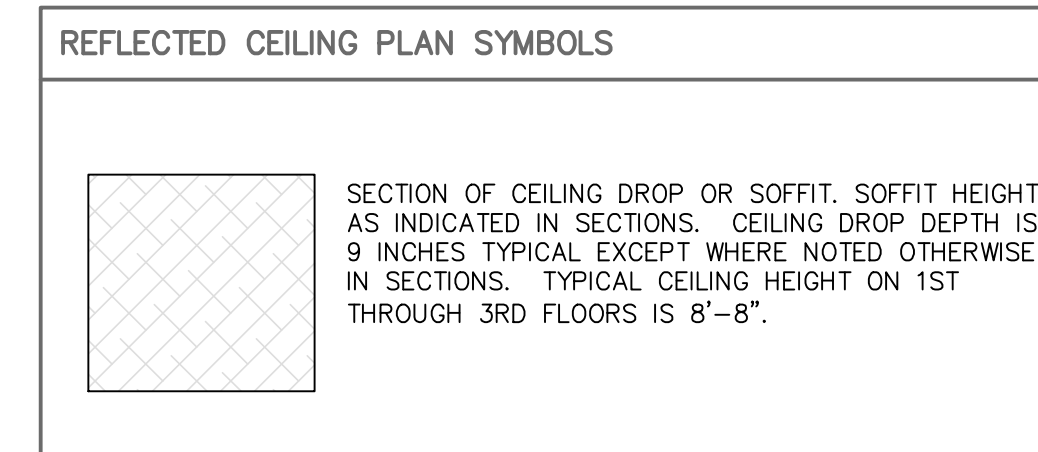 REFLECTED CEILING PLAN SYMBOLS
SECTION OF CEILING DROP OR SOFFIT. SOFFIT HEIGHT
AS INDICATED IN SECTIONS.  CEILING DROP DEPTH IS
9 INCHES TYPICAL EXCEPT WHERE NOTED OTHERWISE
IN SECTIONS.  TYPICAL CEILING HEIGHT ON 1ST
THROUGH 3RD FLOORS IS 8’–8”.